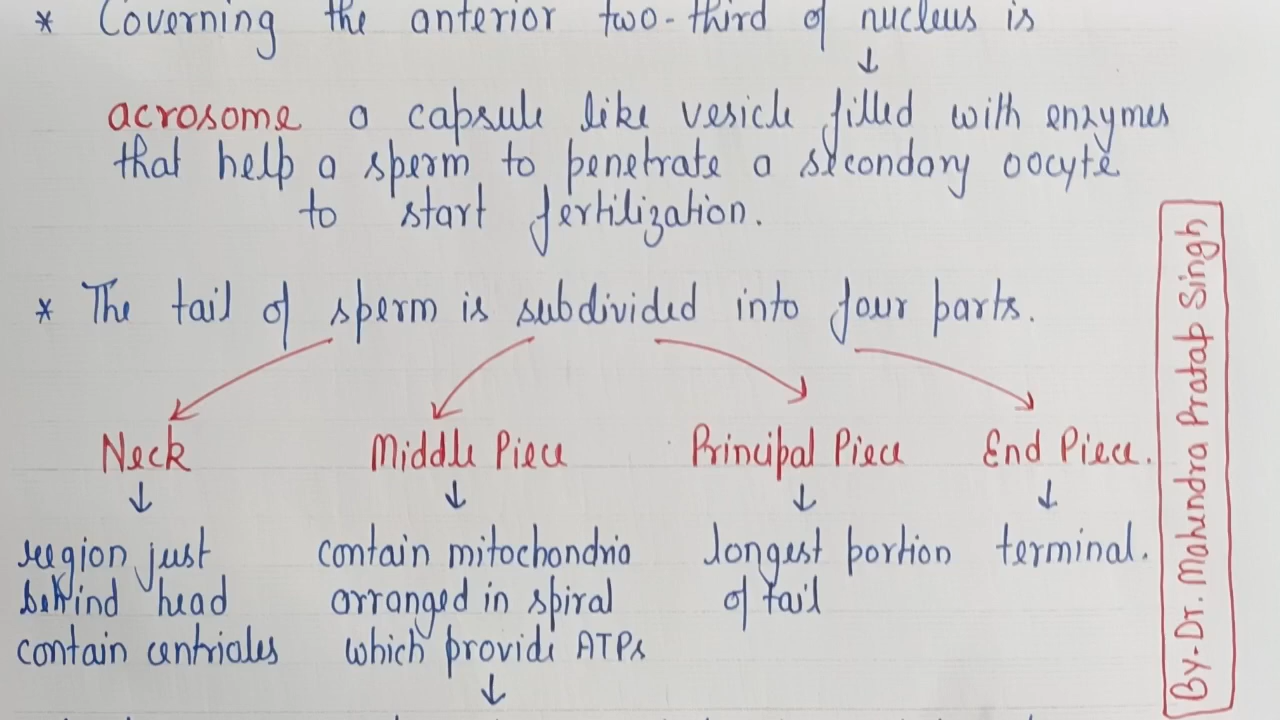 * Coverning the anterior two-third of nucleus is
↓
acrosome a capsule like vesicle filled with enzymes
that help a sperm to penetrate a secondary oocyte
to start fertilization.
* The tail of sperm is subdivided into four parts.
Neck Middle Piece Principal Piece End Piece.
↓ ↓ ↓ ↓
reegion just contain mitochondria longest portion terminal.
behind head arranged in spiral of tail
contain centrioles which provide ATPs
↓
By-Dr. Mahendra Pratap Singh